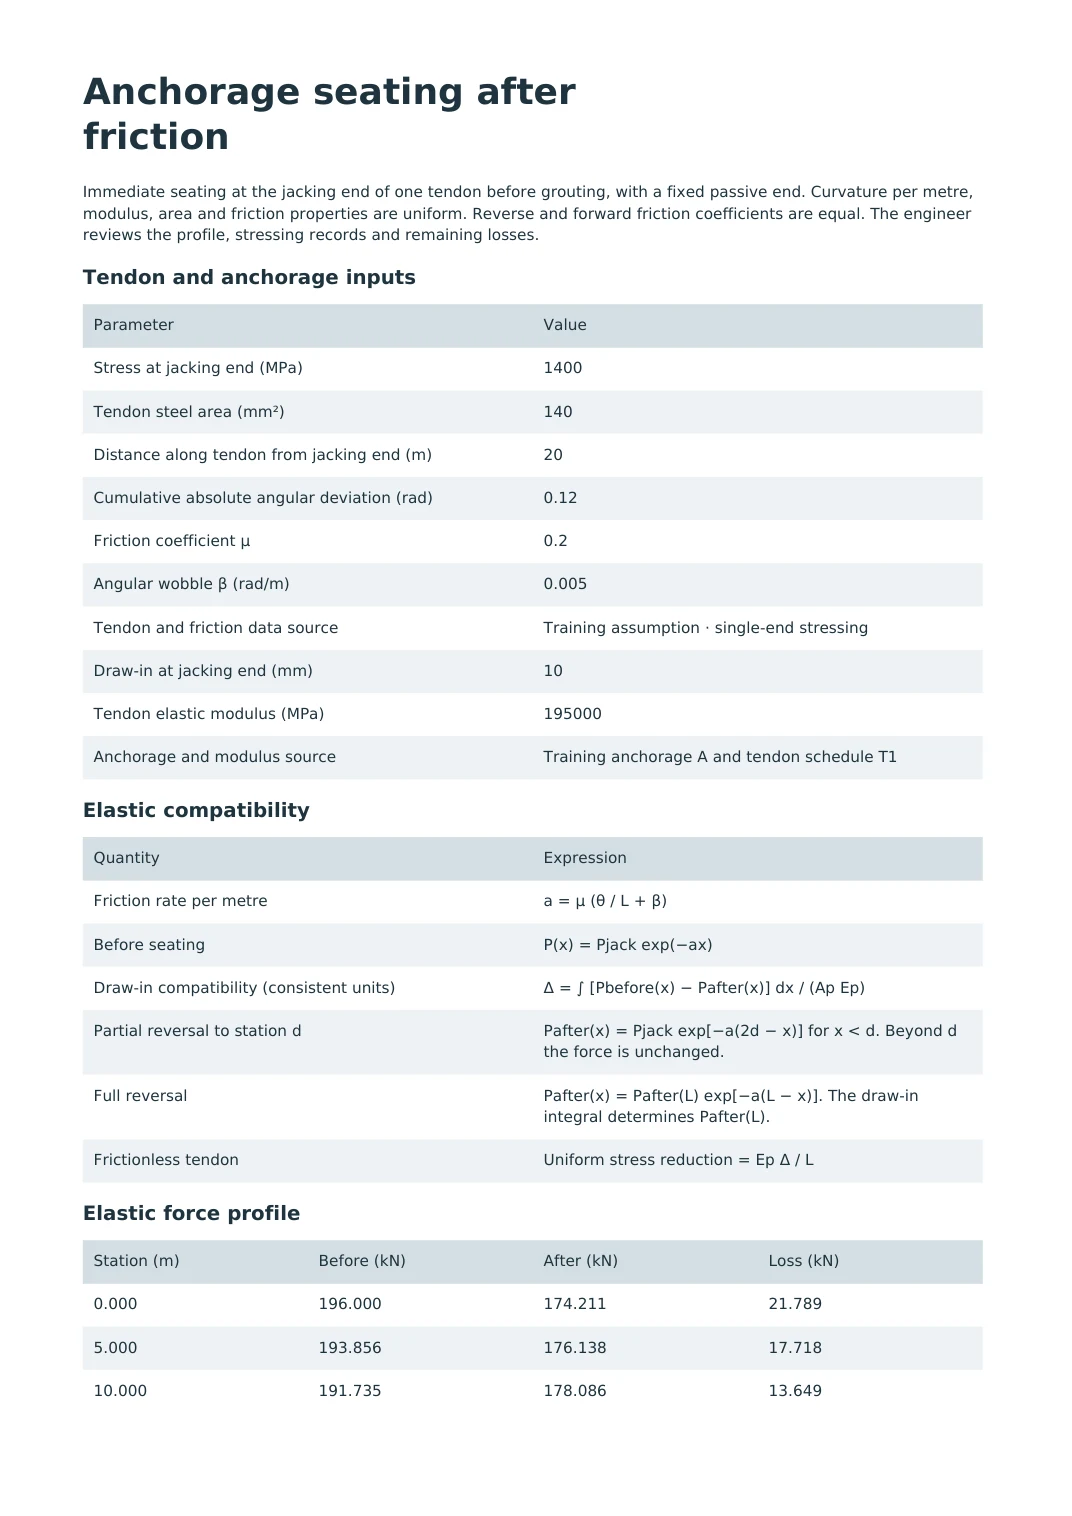 Anchorage seating after
friction
Immediate seating at the jacking end of one tendon before grouting, with a fixed passive end. Curvature per metre,
modulus, area and friction properties are uniform. Reverse and forward friction coefficients are equal. The engineer
reviews the profile, stressing records and remaining losses.
Tendon and anchorage inputs
Parameter Value
Stress at jacking end (MPa) 1400
Tendon steel area (mm²) 140
Distance along tendon from jacking end (m) 20
Cumulative absolute angular deviation (rad) 0.12
Friction coefficient μ 0.2
Angular wobble β (rad/m) 0.005
Tendon and friction data source Training assumption · single-end stressing
Draw-in at jacking end (mm) 10
Tendon elastic modulus (MPa) 195000
Anchorage and modulus source Training anchorage A and tendon schedule T1
Elastic compatibility
Quantity Expression
Friction rate per metre a = μ (θ / L + β)
Before seating P(x) = Pjack exp(−ax)
Draw-in compatibility (consistent units) Δ = ∫ [Pbefore(x) − Pafter(x)] dx / (Ap Ep)
Partial reversal to station d Pafter(x) = Pjack exp[−a(2d − x)] for x < d. Beyond d
the force is unchanged.
Full reversal Pafter(x) = Pafter(L) exp[−a(L − x)]. The draw-in
integral determines Pafter(L).
Frictionless tendon Uniform stress reduction = Ep Δ / L
Elastic force profile
Station (m) Before (kN) After (kN) Loss (kN)
0.000 196.000 174.211 21.789
5.000 193.856 176.138 17.718
10.000 191.735 178.086 13.649